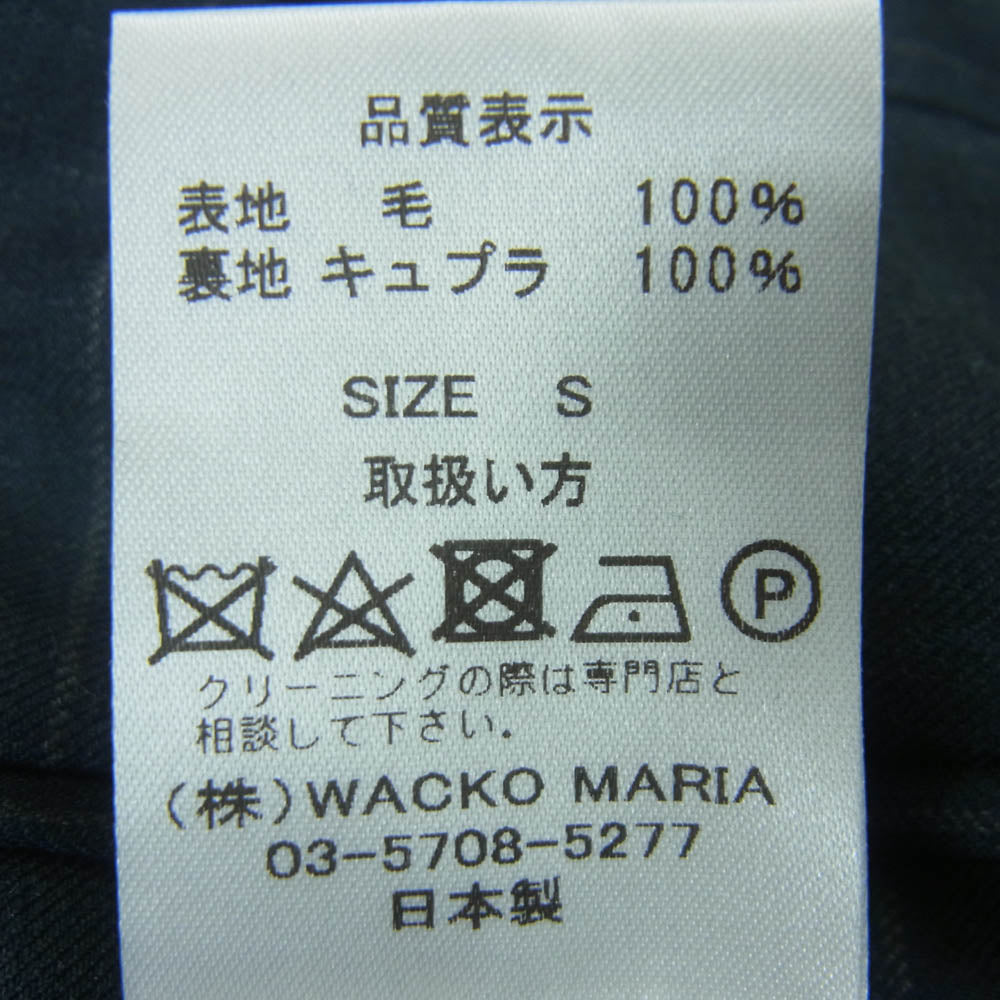 品質表示
表地 毛 100%
裏地 キュプラ 100%
SIZE S
取扱い方
P
クリーニングの際は専門店と
相談して下さい.
(株)WACKO MARIA
03-5708-5277
日本製